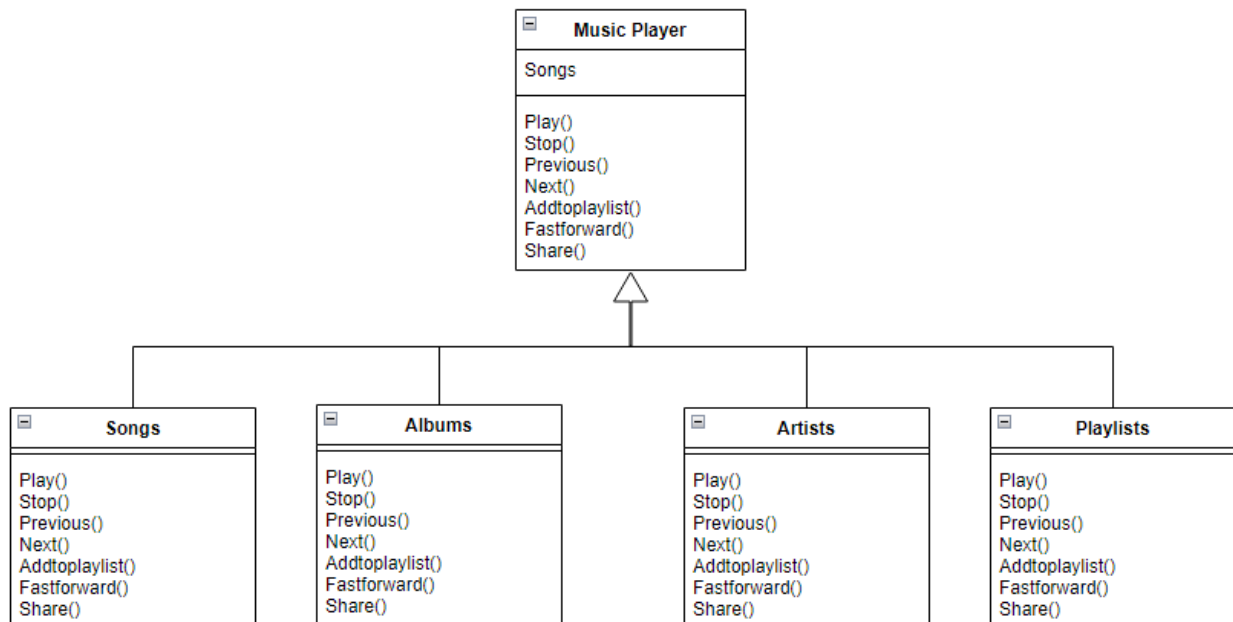 Music Player
Songs
Play()
Stop()
Previous()
Next()
Addtoplaylist()
Fastforward()
Share()
Songs
Play()
Stop()
Previous()
Next()
Addtoplaylist()
Fastforward()
Share()
Albums
Play()
Stop()
Previous()
Next()
Addtoplaylist()
Fastforward()
Share()
Artists
Play()
Stop()
Previous()
Next()
Addtoplaylist()
Fastforward()
Share()
Playlists
Play()
Stop()
Previous()
Next()
Addtoplaylist()
Fastforward()
Share()